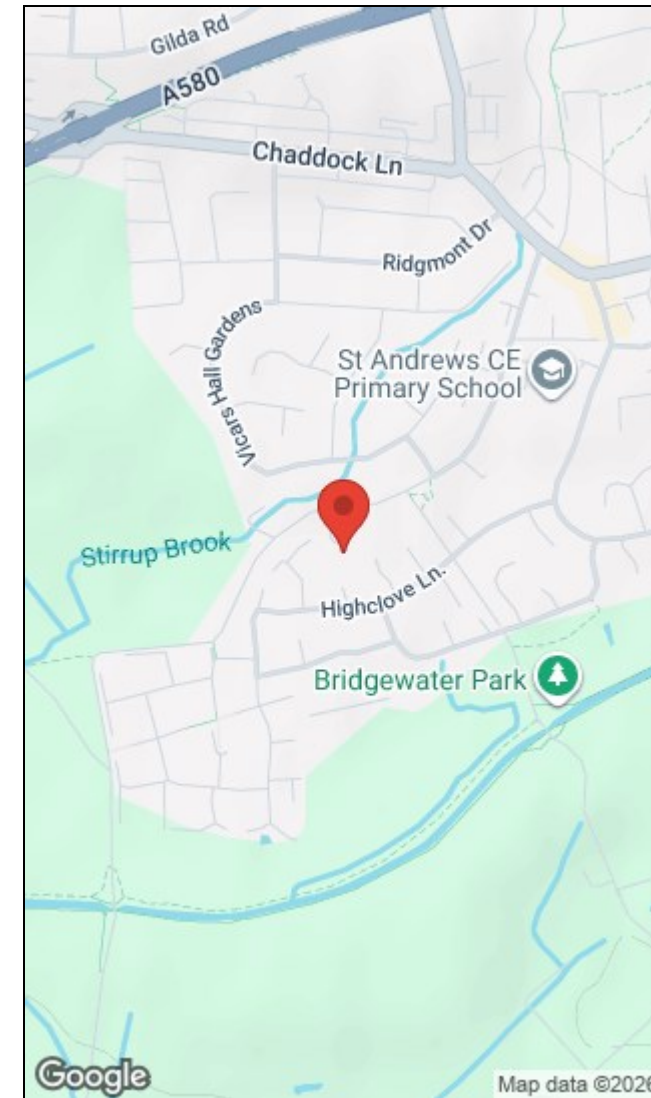 Gilda Rd
A580
Chaddock Ln
Ridgmont Dr
Vicars Hall Gardens
St Andrews CE
Primary School
Stirrup Brook
Highclove Ln.
Bridgewater Park
Google
Map data ©2026